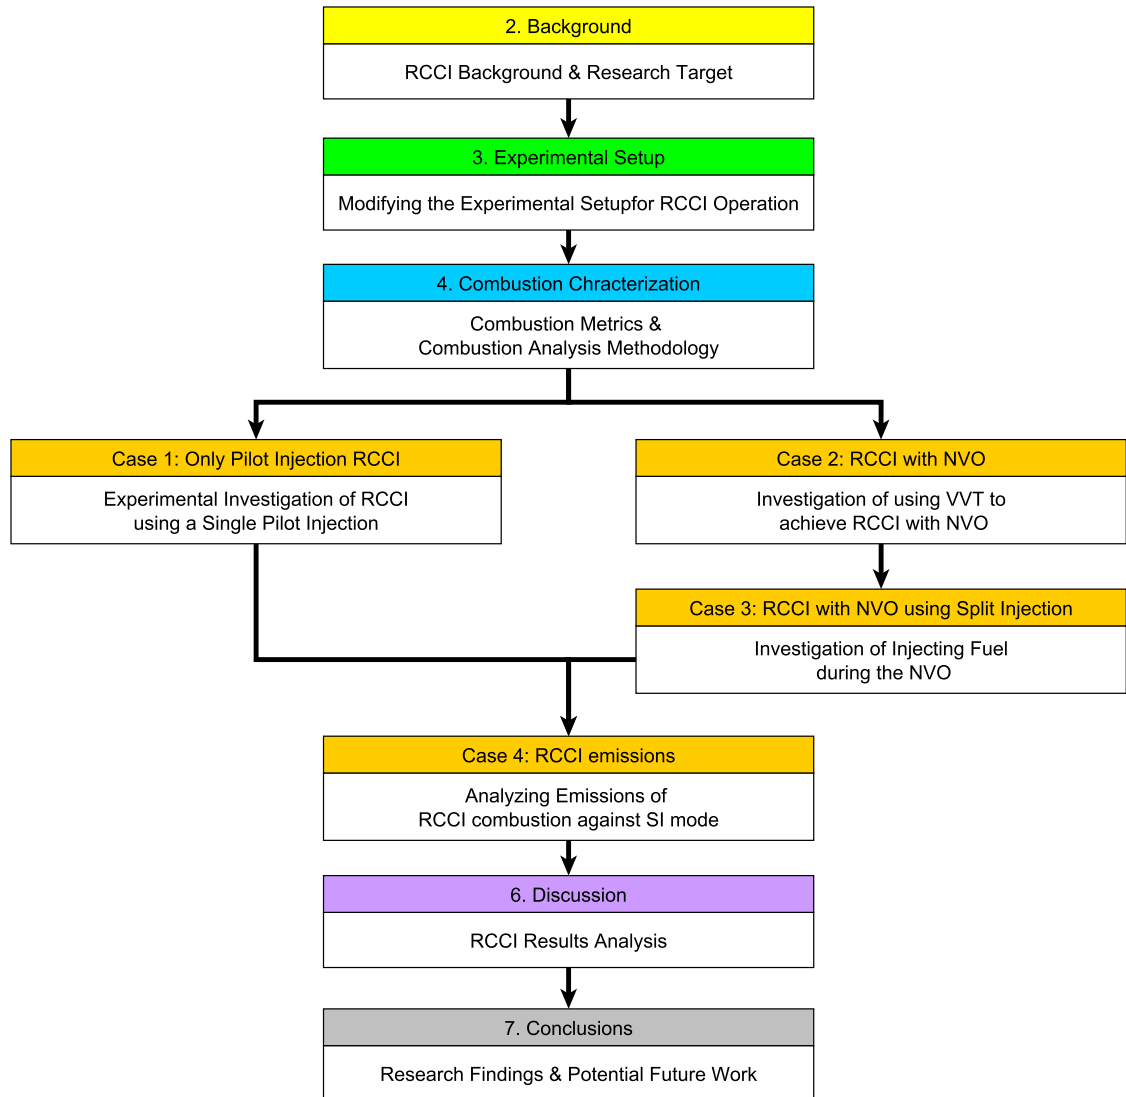 2. Background
RCCI Background & Research Target
3. Experimental Setup
Modifying the Experimental Setupfor RCCI Operation
4. Combustion Chracterization
Combustion Metrics &
Combustion Analysis Methodology
Case 1: Only Pilot Injection RCCI
Experimental Investigation of RCCI
using a Single Pilot Injection
Case 2: RCCI with NVO
Investigation of using VVT to
achieve RCCI with NVO
Case 3: RCCI with NVO using Split Injection
Investigation of Injecting Fuel
during the NVO
Case 4: RCCI emissions
Analyzing Emissions of
RCCI combustion against SI mode
6. Discussion
RCCI Results Analysis
7. Conclusions
Research Findings & Potential Future Work